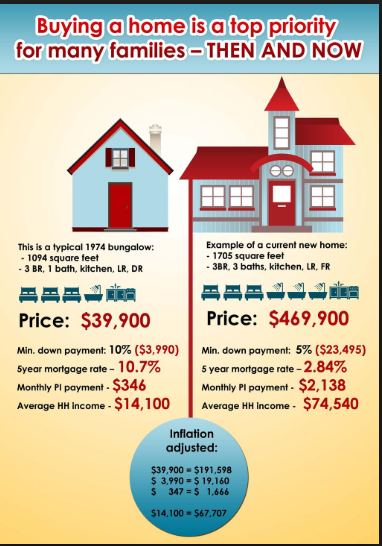 Buying a home is a top priority
for many families – THEN AND NOW
This is a typical 1974 bungalow:
- 1094 square feet
- 3 BR, 1 bath, kitchen, LR, DR
Price: $39,900
Min. down payment: 10% ($3,990)
5year mortgage rate – 10.7%
Monthly PI payment - $346
Average HH income - $14,100
Example of a current new home:
- 1705 square feet
- 3BR, 3 baths, kitchen, LR, FR
Price: $469,900
Min. down payment: 5% ($23,495)
5 year mortgage rate – 2.84%
Monthly PI payment - $2,138
Average HH income - $74,540
Inflation
adjusted:
$39,900 = $191,598
$ 3,990 = $ 19,160
$ 347 = $ 1,666
$14,100 = $67,707